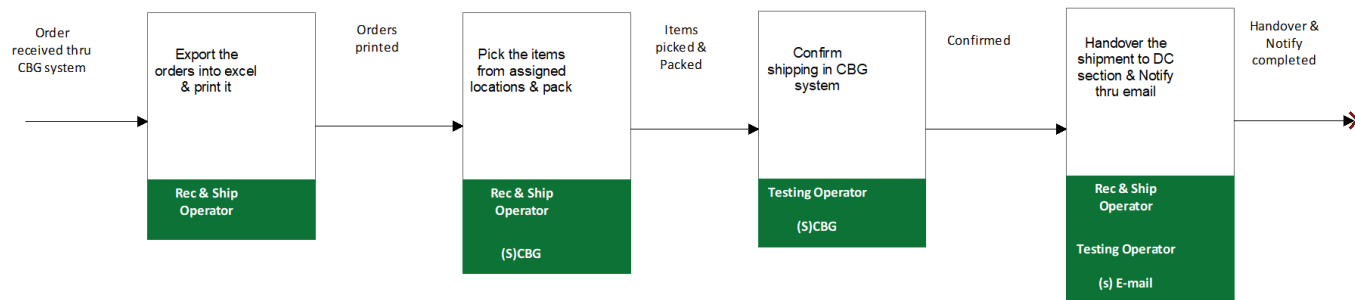 Order
received thru
CBG system
Export the
orders into excel
& print it
Rec & Ship
Operator
Orders
printed
Pick the items
from assigned
locations & pack
Rec & Ship
Operator
(S)CBG
Items
picked &
Packed
Confirm
shipping in CBG
system
Testing Operator
(S)CBG
Confirmed
Handover the
shipment to DC
section & Notify
thru email
Rec & Ship
Operator
Testing Operator
(s) E-mail
Handover &
Notify
completed